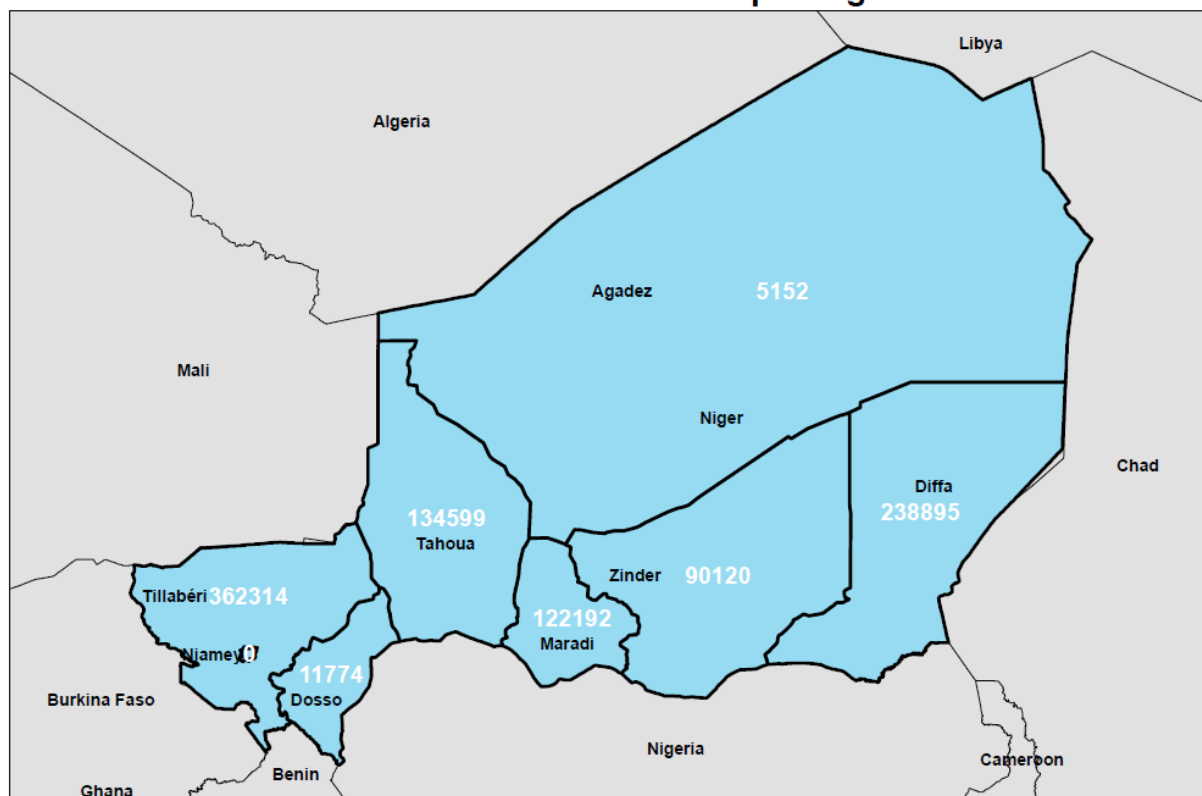 Libya
Algeria
Agadez 5152
Mali
Niger
Chad
Diffa
238895
134599
Tahoua
Zinder 90120
Tillabéri 362314
122192
Maradi
Niamey 0
11774
Dosso
Burkina Faso
Nigeria
Cameroon
Benin
Ghana